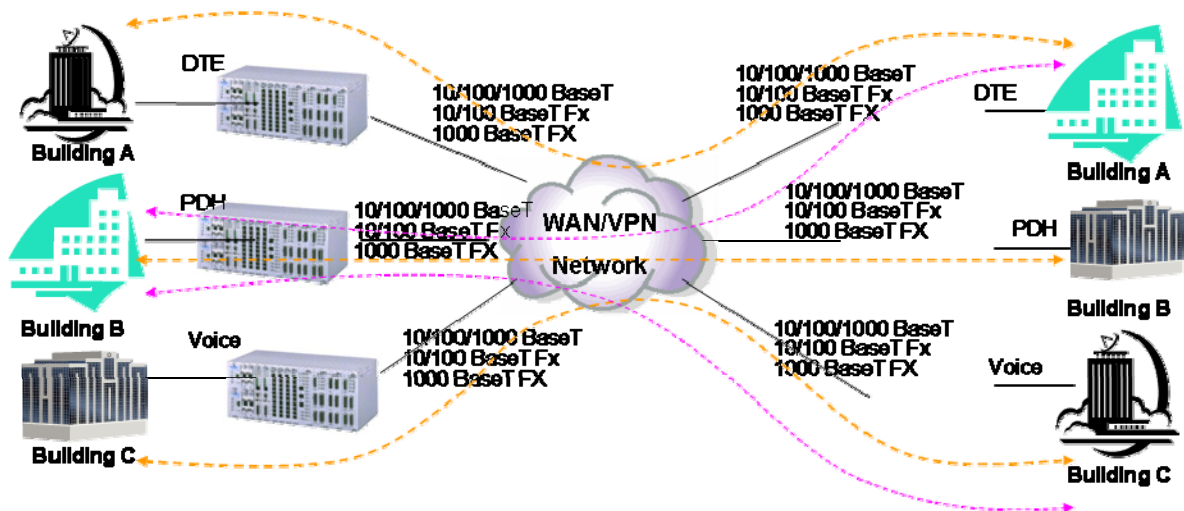 DTE
10/100/1000 BaseT
10/100 BaseT Fx
1000 BaseT FX
Building A
10/100/1000 BaseT
10/100 BaseT Fx
1000 BaseT FX
DTE
Building A
PDH
10/100/1000 BaseT
10/100 BaseT Fx
1000 BaseT FX
Building B
WAN/VPN
Network
10/100/1000 BaseT
10/100 BaseT Fx
1000 BaseT FX
PDH
Building B
Voice
10/100/1000 BaseT
10/100 BaseT Fx
1000 BaseT FX
Building C
10/100/1000 BaseT
10/100 BaseT Fx
1000 BaseT FX
Voice
Building C